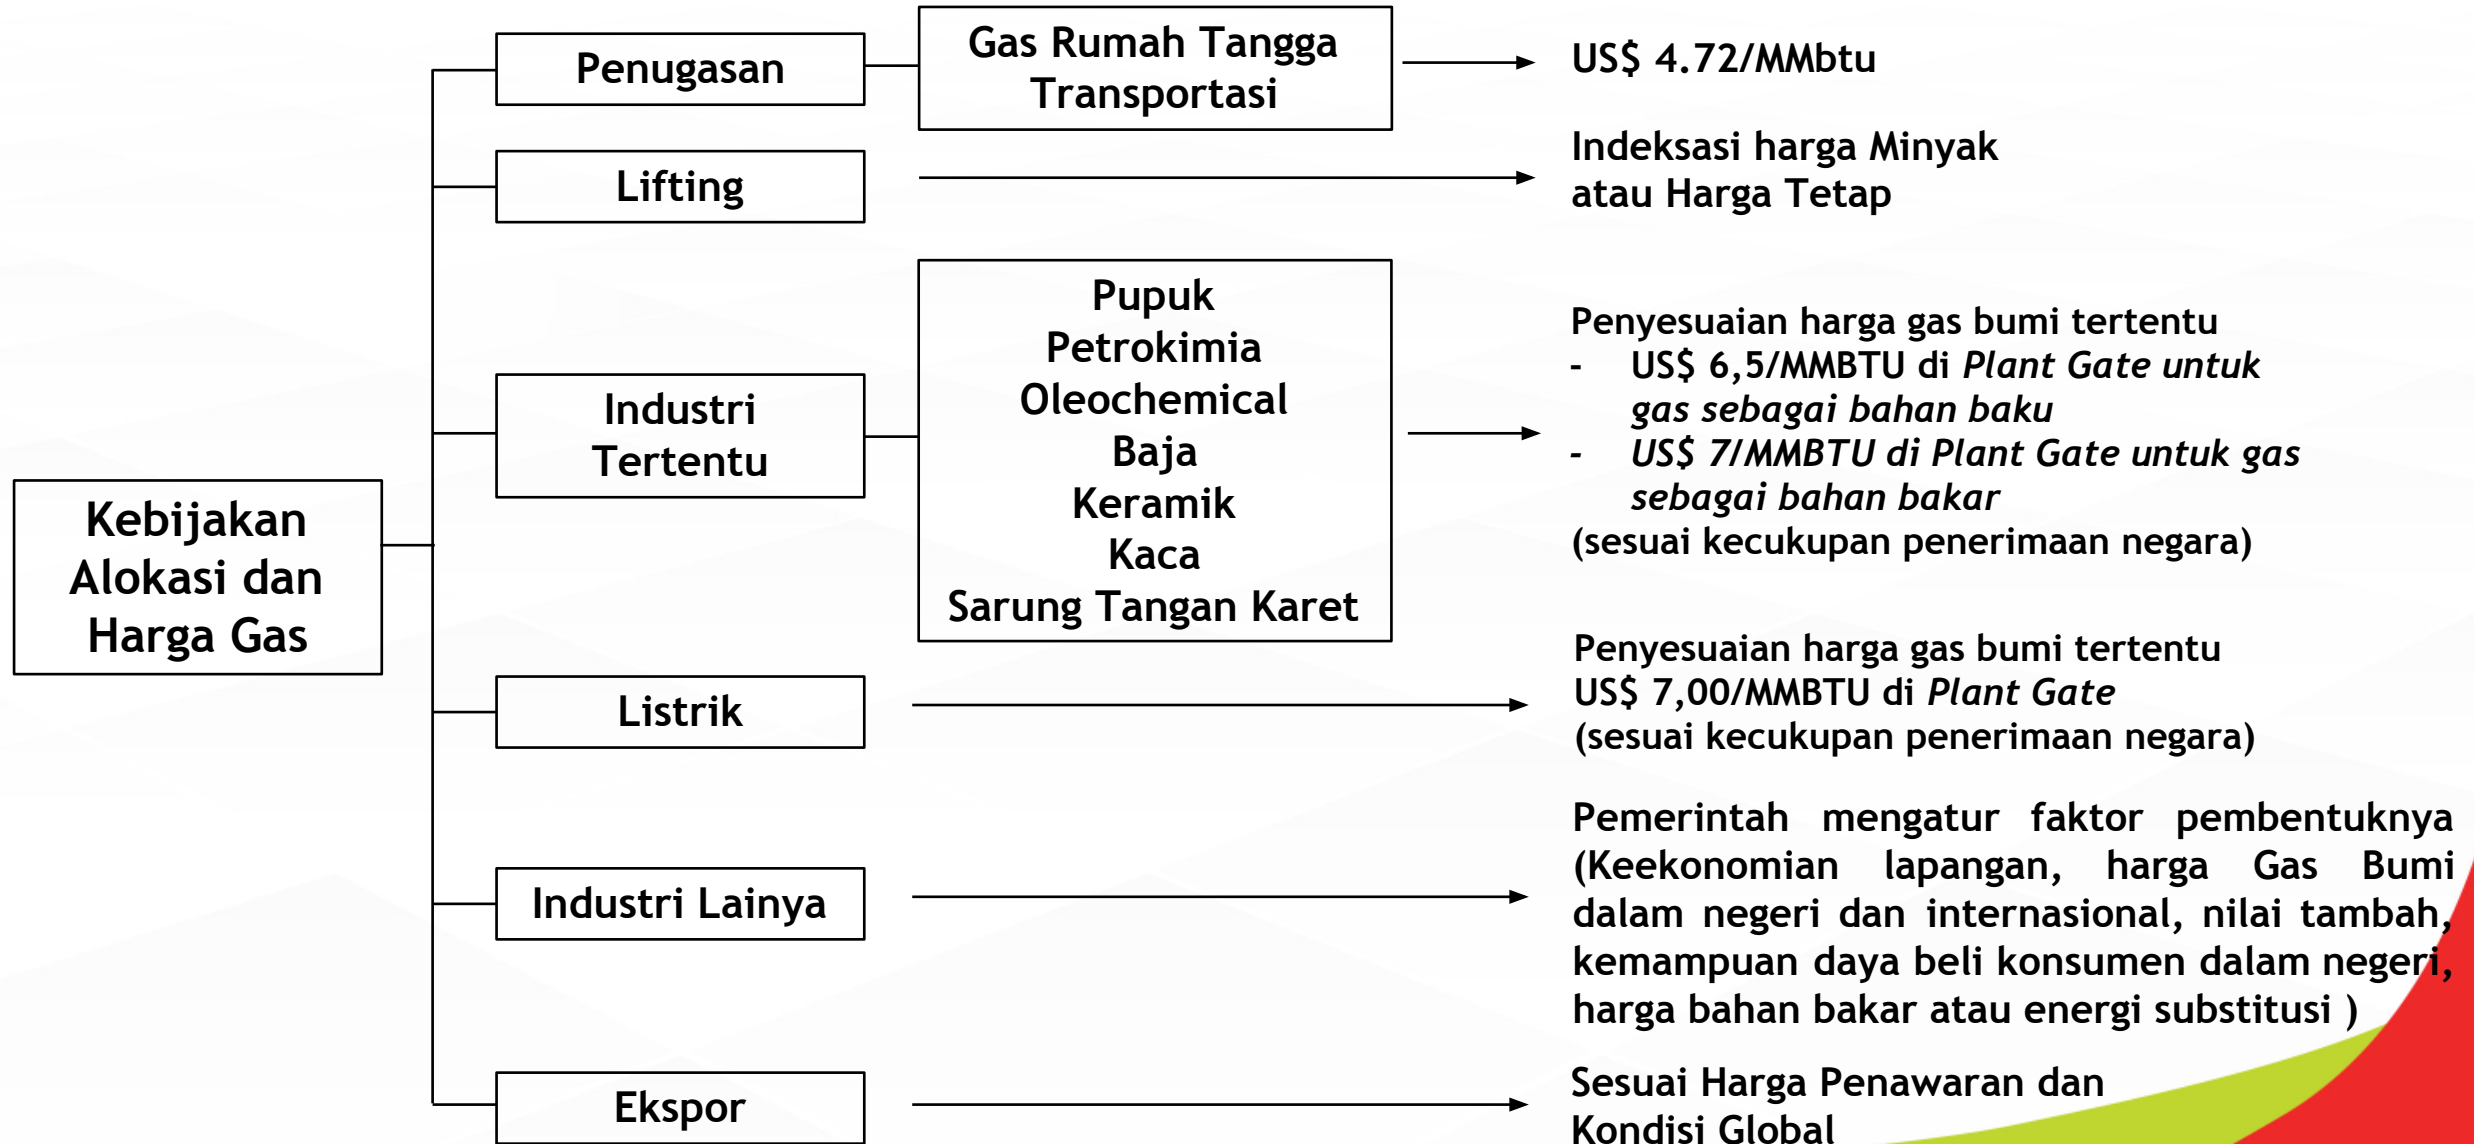 Kebijakan
Alokasi dan
Harga Gas
Penugasan
Gas Rumah Tangga
Transportasi
US$ 4.72/MMbtu
Lifting
Indeksasi harga Minyak
atau Harga Tetap
Industri
Tertentu
Pupuk
Petrokimia
Oleochemical
Baja
Keramik
Kaca
Sarung Tangan Karet
Penyesuaian harga gas bumi tertentu
- US$ 6,5/MMBTU di Plant Gate untuk
gas sebagai bahan baku
- US$ 7/MMBTU di Plant Gate untuk gas
sebagai bahan bakar
(sesuai kecukupan penerimaan negara)
Listrik
Penyesuaian harga gas bumi tertentu
US$ 7,00/MMBTU di Plant Gate
(sesuai kecukupan penerimaan negara)
Industri Lainya
Pemerintah mengatur faktor pembentuknya
(Keekonomian lapangan, harga Gas Bumi
dalam negeri dan internasional, nilai tambah,
kemampuan daya beli konsumen dalam negeri,
harga bahan bakar atau energi substitusi )
Ekspor
Sesuai Harga Penawaran dan
Kondisi Global